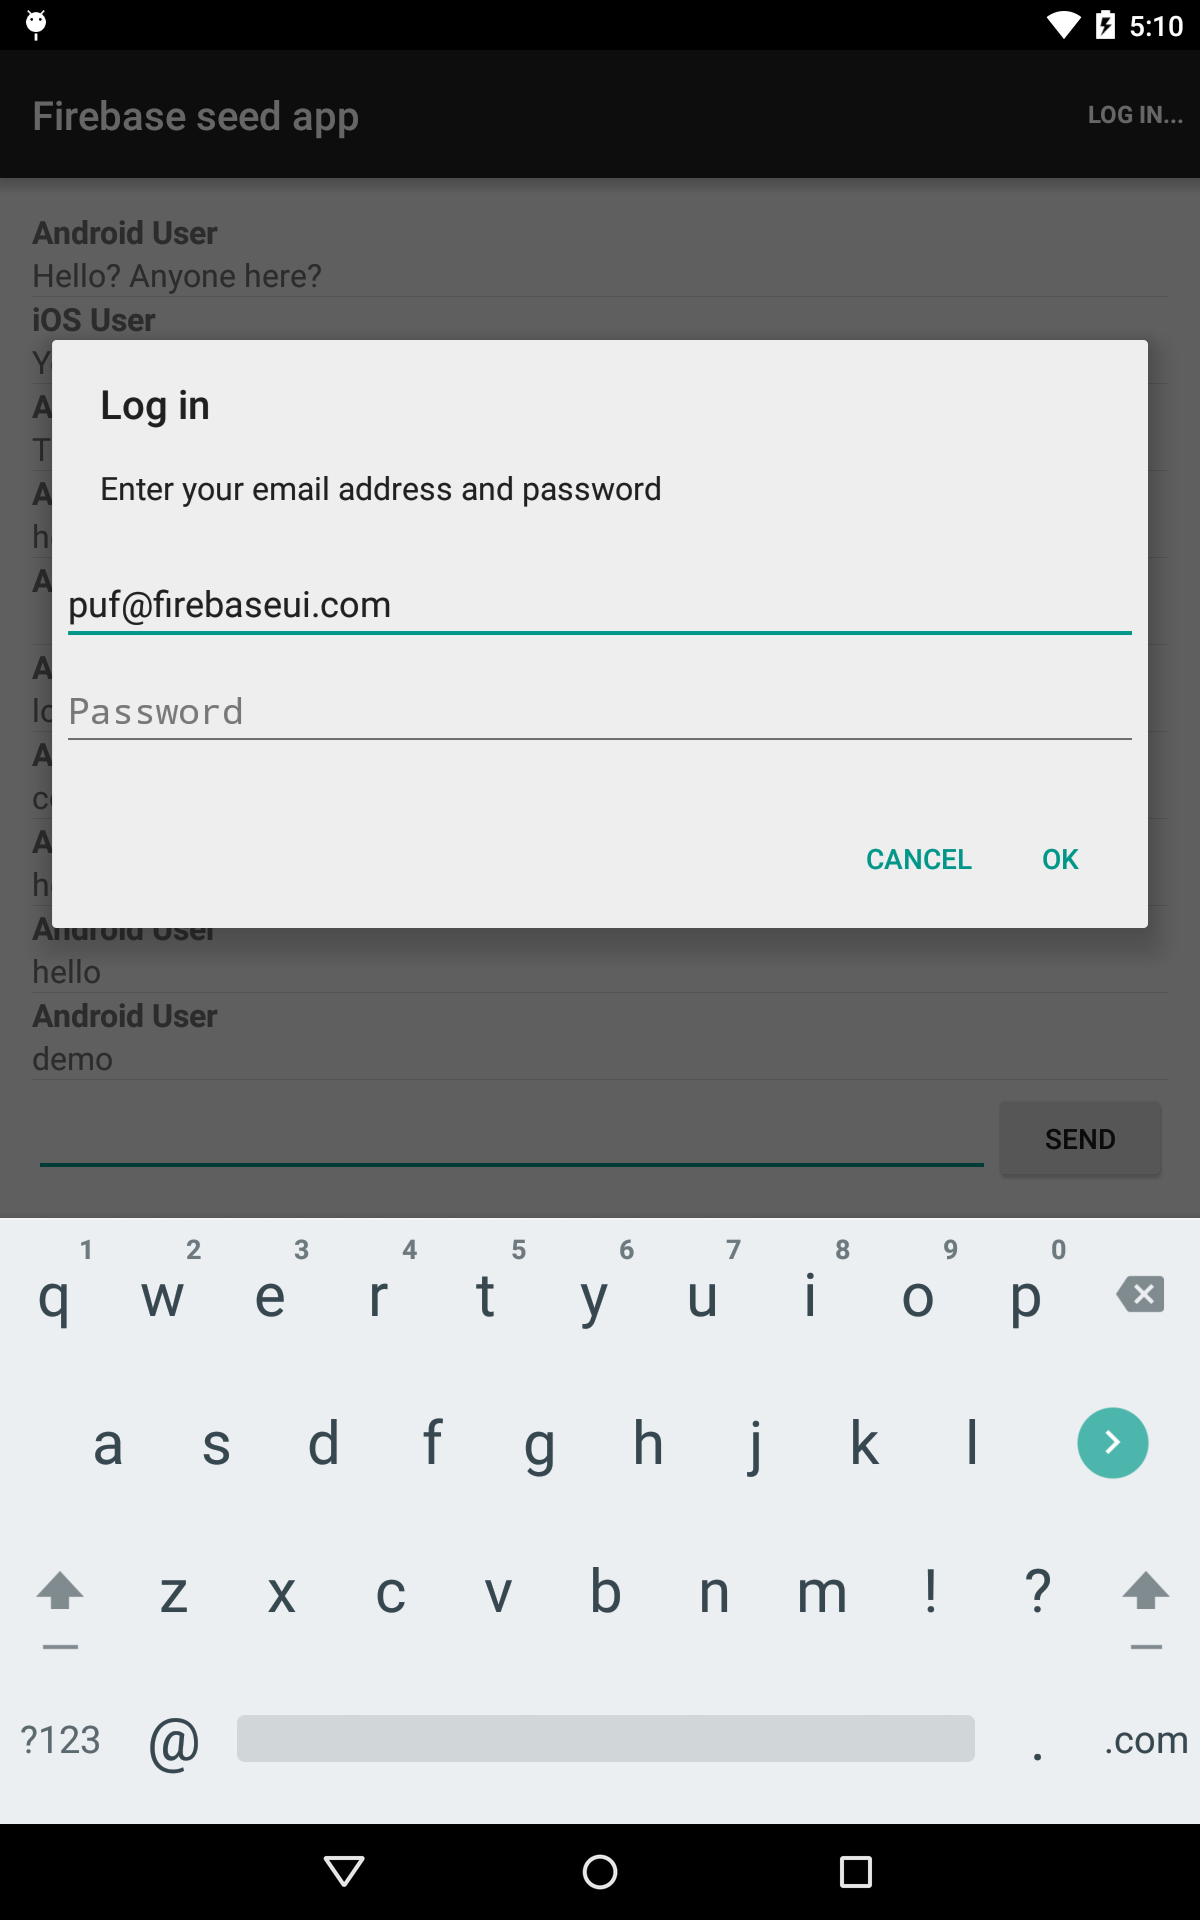 5:10
Firebase seed app
LOG IN...
Android User
Hello? Anyone here?
iOS User
Log in
Enter your email address and password
puf@firebaseui.com
Password
CANCEL OK
Android User
hello
Android User
demo
SEND
1 2 3 4 5 6 7 8 9 0
q w e r t y u i o p
a s d f g h j k l
z x c v b n m ! ?
?123 @ . .com